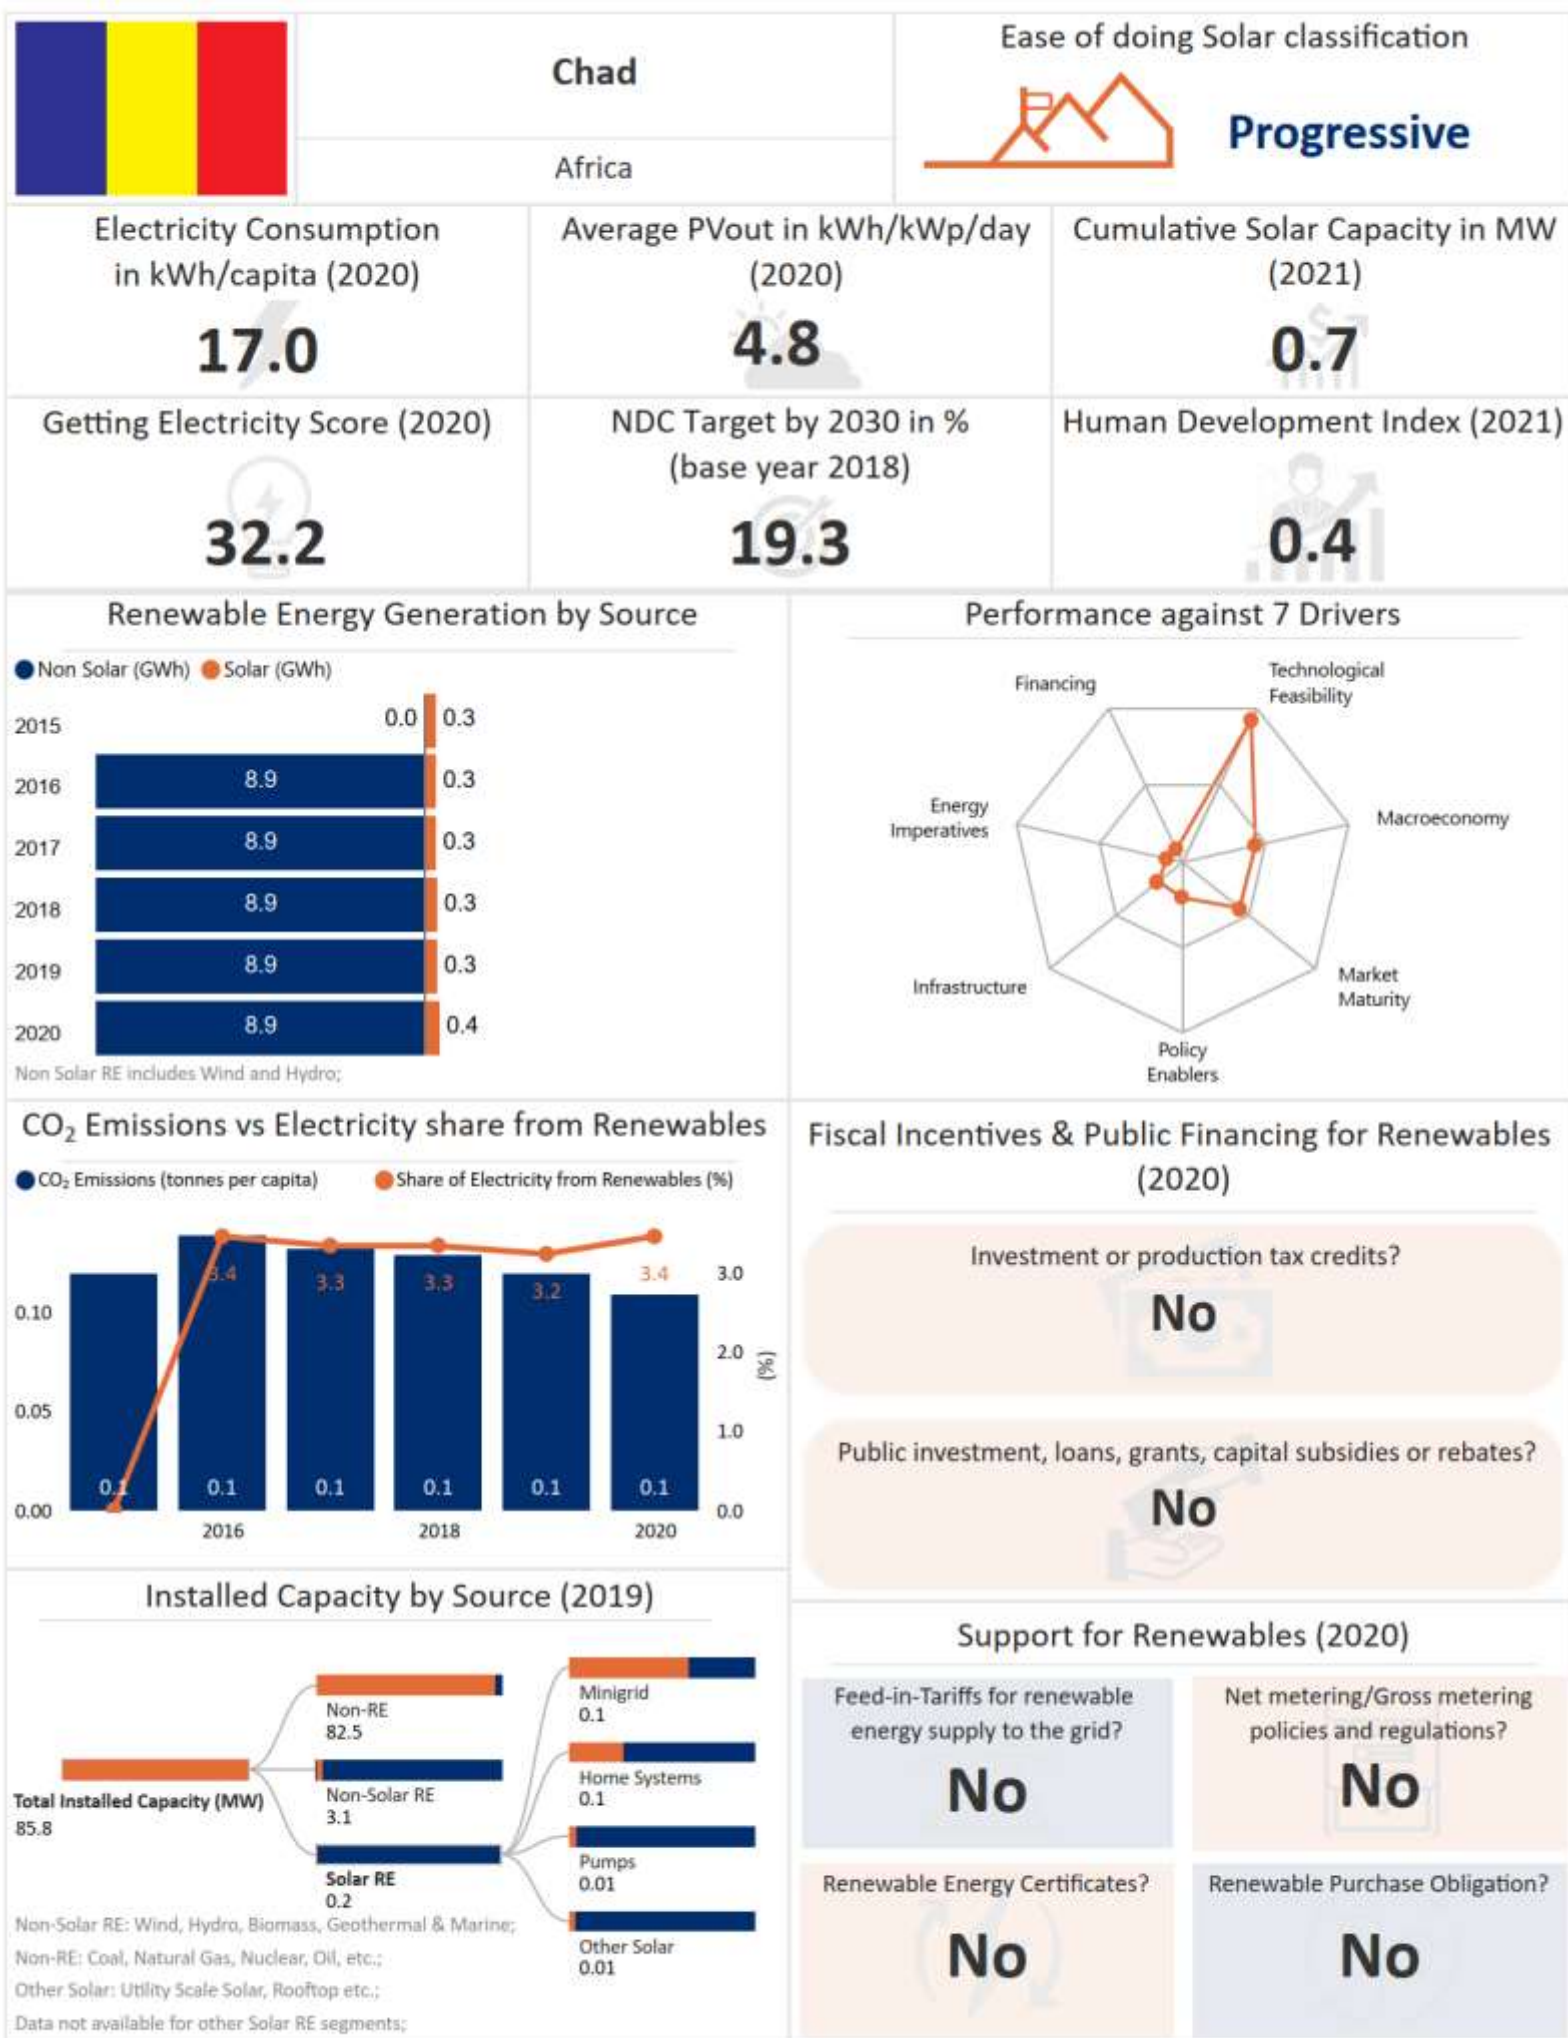 Chad
Africa
Ease of doing Solar classification
Progressive
Electricity Consumption
in kWh/capita (2020)
17.0
Average PVout in kWh/kWp/day
(2020)
4.8
Cumulative Solar Capacity in MW
(2021)
0.7
Getting Electricity Score (2020)
32.2
NDC Target by 2030 in %
(base year 2018)
19.3
Human Development Index (2021)
0.4
Renewable Energy Generation by Source
Non Solar (GWh) Solar (GWh)
2015 0.0 0.3
2016 8.9 0.3
2017 8.9 0.3
2018 8.9 0.3
2019 8.9 0.3
2020 8.9 0.4
Non Solar RE includes Wind and Hydro;
Performance against 7 Drivers
Technological
Feasibility
Financing
Energy
Imperatives
Macroeconomy
Infrastructure
Market
Maturity
Policy
Enablers
CO₂ Emissions vs Electricity share from Renewables
CO₂ Emissions (tonnes per capita) Share of Electricity from Renewables (%)
3.4 3.3 3.3 3.2 3.4 3.0
0.10
2.0 (%)
0.05
1.0
0.1 0.1 0.1 0.1 0.1 0.1
0.00 0.0
2016 2018 2020
Fiscal Incentives & Public Financing for Renewables
(2020)
Investment or production tax credits?
No
Public investment, loans, grants, capital subsidies or rebates?
No
Installed Capacity by Source (2019)
Total Installed Capacity (MW)
85.8
Non-RE
82.5
Non-Solar RE
3.1
Solar RE
0.2
Minigrid
0.1
Home Systems
0.1
Pumps
0.01
Other Solar
0.01
Non-Solar RE: Wind, Hydro, Biomass, Geothermal & Marine;
Non-RE: Coal, Natural Gas, Nuclear, Oil, etc.;
Other Solar: Utility Scale Solar, Rooftop etc.;
Data not available for other Solar RE segments;
Support for Renewables (2020)
Feed-in-Tariffs for renewable
energy supply to the grid?
No
Net metering/Gross metering
policies and regulations?
No
Renewable Energy Certificates?
No
Renewable Purchase Obligation?
No